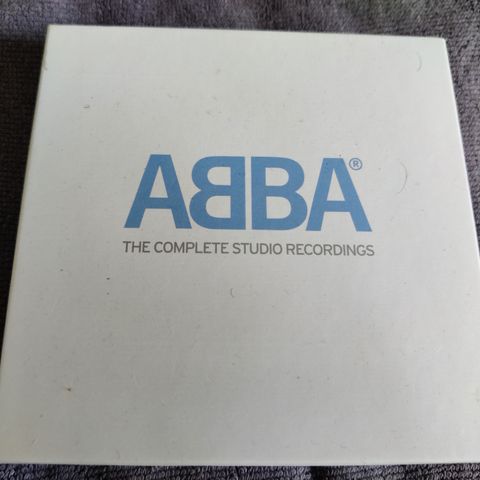 ABBA®
THE COMPLETE STUDIO RECORDINGS